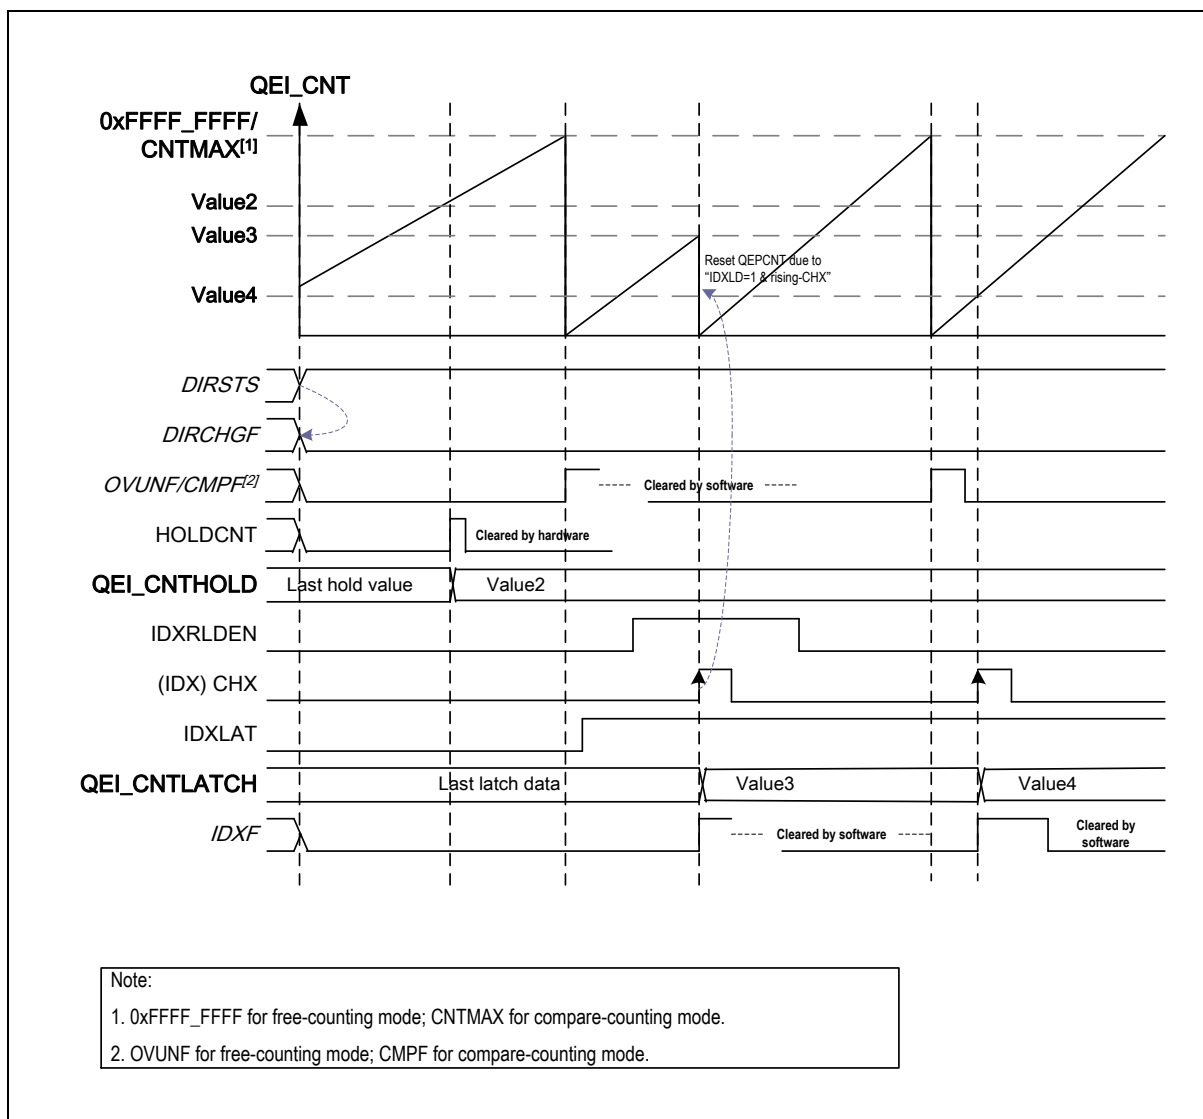 QEI_CNT
0xFFFF_FFFF/
CNTMAX[1]
Value2
Value3
Reset QEPCNT due to
“IDXLD=1 & rising-CHX”
Value4
DIRSTS
DIRCHGF
OVUNF/CMPF[2]
Cleared by software
HOLDCNT
Cleared by hardware
QEI_CNTHOLD
Last hold value
Value2
IDXRLDEN
(IDX) CHX
IDXLAT
QEI_CNTLATCH
Last latch data
Value3
Value4
IDXF
Cleared by software
Cleared by
software
Note:
1. 0xFFFF_FFFF for free-counting mode; CNTMAX for compare-counting mode.
2. OVUNF for free-counting mode; CMPF for compare-counting mode.